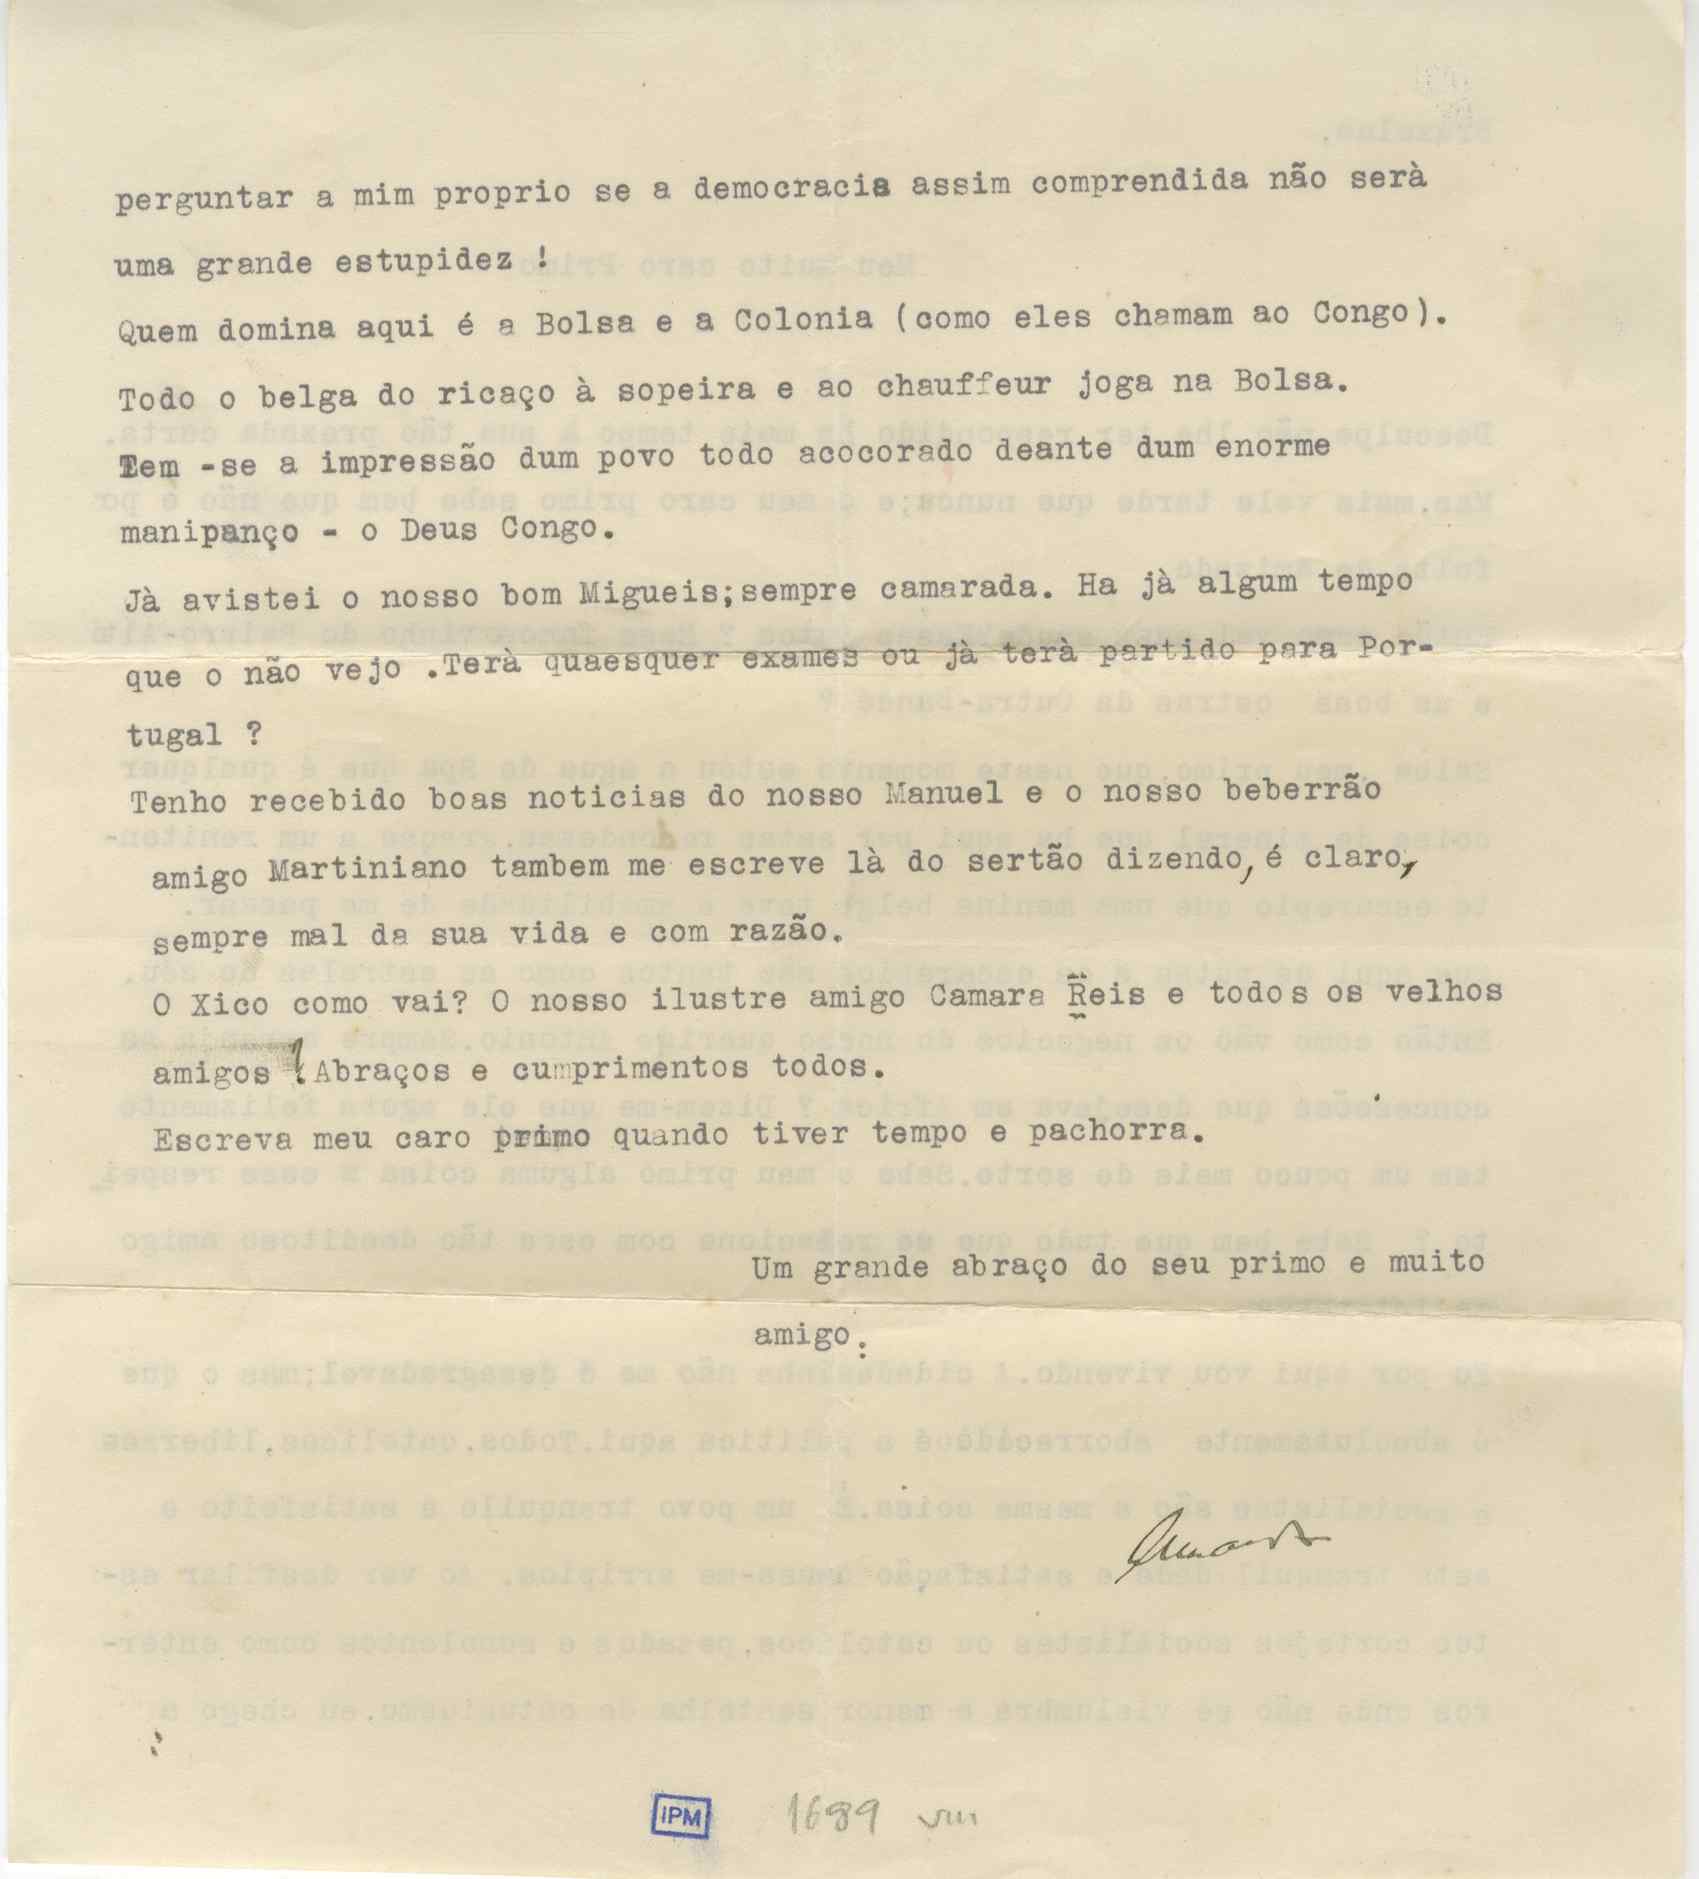 perguntar a mim proprio se a democracia assim comprendida não serà
uma grande estupidez !
Quem domina aqui é a Bolsa e a Colonia (como eles chamam ao Congo).
Todo o belga do ricaço à sopeira e ao chauffeur joga na Bolsa.
Tem -se a impressão dum povo todo acocorado deante dum enorme
manipanço - o Deus Congo.
Jà avistei o nosso bom Migueis;sempre camarada. Ha jà algum tempo
que o não vejo .Terà quaesquer exames ou jà terà partido para Por-
tugal ?
Tenho recebido boas noticias do nosso Manuel e o nosso beberrão
amigo Martiniano tambem me escreve là do sertão dizendo, é claro,
sempre mal da sua vida e com razão.
O Xico como vai? O nosso ilustre amigo Camara Reis e todos os velhos
amigos Abraços e cumprimentos todos.
Escreva meu caro primo quando tiver tempo e pachorra.
Um grande abraço do seu primo e muito
amigo:
IPM 1689 VIII